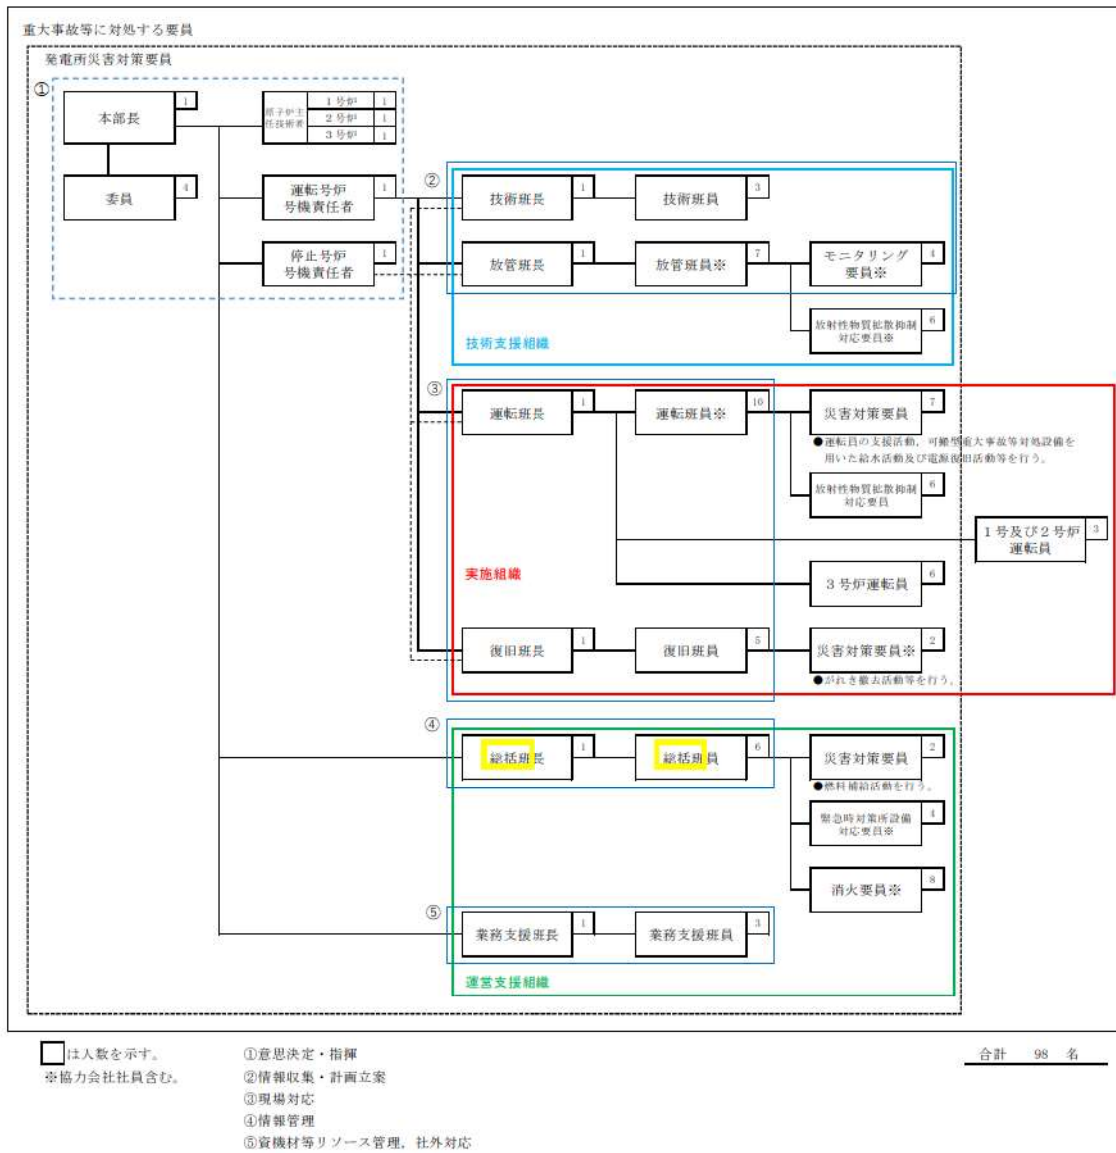 重大事故等に対処する要員
発電所災害対策要員
①
本部長
1
原子炉主
任技術者
1号炉 1
2号炉 1
3号炉 1
委員
4
運転号炉
号機責任者
1
停止号炉
号機責任者
1
②
技術班長
1
技術班員
3
放管班長
1
放管班員※
7
モニタリング
要員※
4
放射性物質拡散抑制
対応要員※
6
技術支援組織
③
運転班長
1
運転班員※
10
災害対策要員
7
●運転員の支援活動,可搬型重大事故等対処設備を
用いた給水活動及び電源復旧活動等を行う。
放射性物質拡散抑制
対応要員
6
1号及び2号炉
運転員
3
実施組織
3号炉運転員
6
復旧班長
1
復旧班員
5
災害対策要員※
2
●がれき撤去活動等を行う。
④
総括班長
1
総括班員
6
災害対策要員
2
●燃料補給活動を行う。
緊急時対策所設備
対応要員※
4
消火要員※
8
⑤
業務支援班長
1
業務支援班員
3
運営支援組織
は人数を示す。
※協力会社社員含む。
①意思決定・指揮
②情報収集・計画立案
③現場対応
④情報管理
⑤資機材等リソース管理,社外対応
合計 98 名